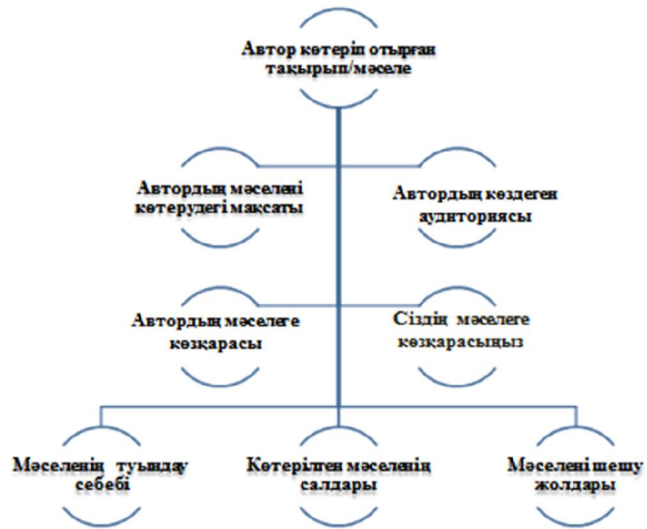 Автор көтеріп отырған
тақырып/мәселе
Автордың мәселені
көтерудегі мақсаты
Автордың көздеген
аудиториясы
Автордың мәселеге
көзқарасы
Сіздің мәселеге
көзқарасыңыз
Мәселенің туындау
себебі
Көтерілген мәселенің
салдары
Мәселені шешу
жолдары